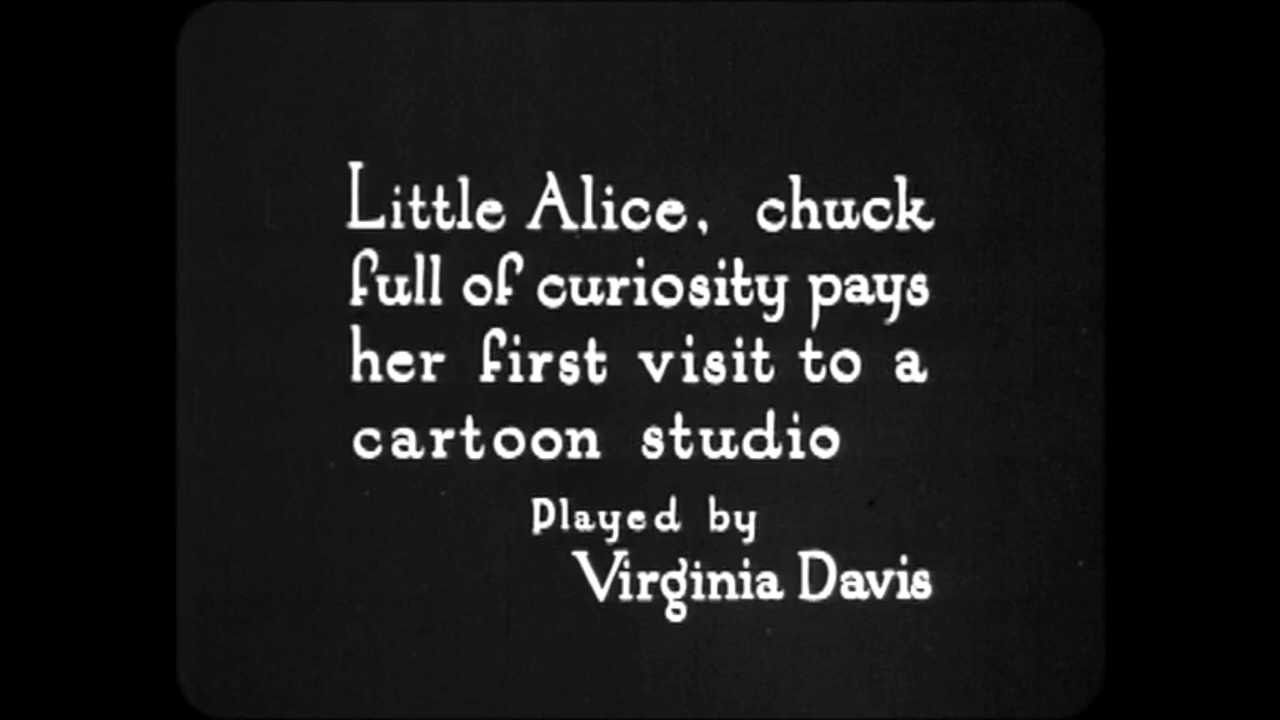 Little Alice, chuck
full of curiosity pays
her first visit to a
cartoon studio
Played by
Virginia Davis